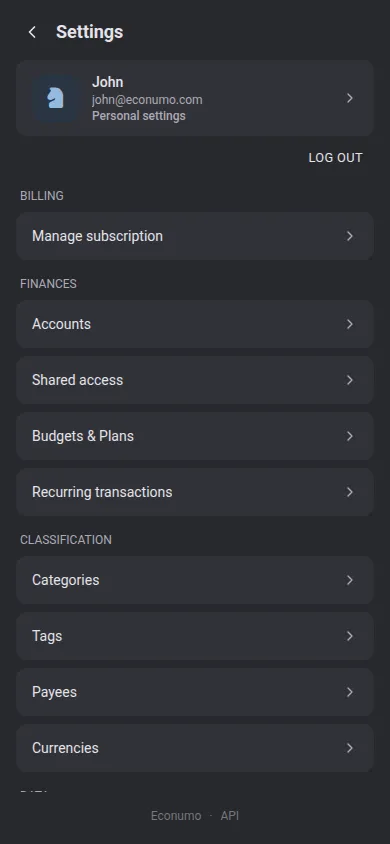 Settings
John
john@econumo.com
Personal settings
LOG OUT
BILLING
Manage subscription
FINANCES
Accounts
Shared access
Budgets & Plans
Recurring transactions
CLASSIFICATION
Categories
Tags
Payees
Currencies
Econumo · API